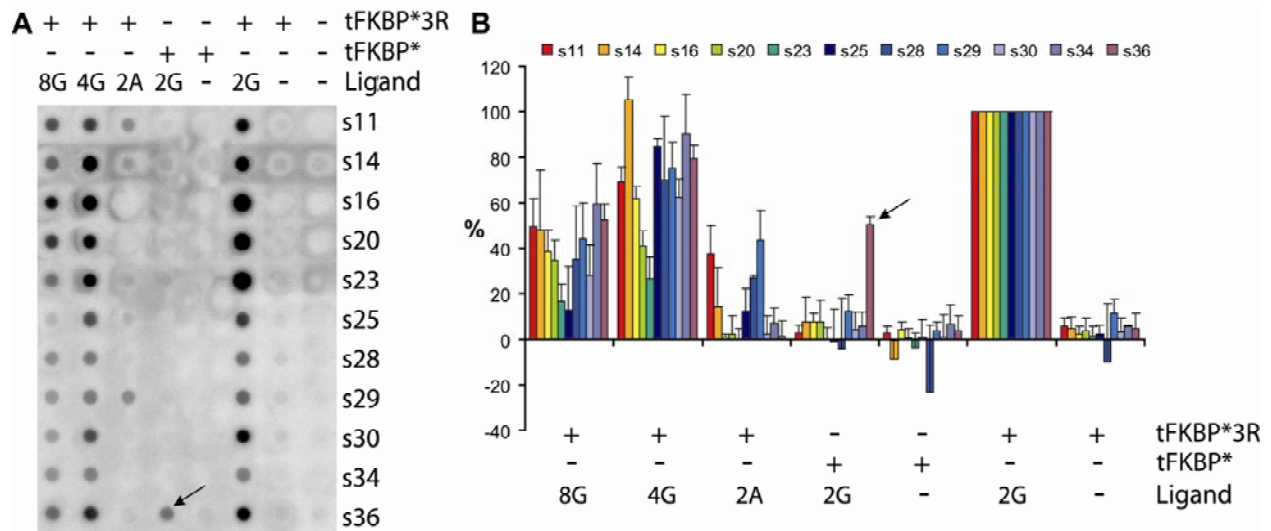 A
+ + + - - + + - tFKBP*3R
- - - + + - - - tFKBP*
8G 4G 2A 2G - 2G - - Ligand
s11
s14
s16
s20
s23
s25
s28
s29
s30
s34
s36
B
s11 s14 s16 s20 s23 s25 s28 s29 s30 s34 s36
120
100
80
60
40
20
0
-20
-40
%
+ + + - - + + tFKBP*3R
- - - + + - - tFKBP*
8G 4G 2A 2G - 2G - Ligand